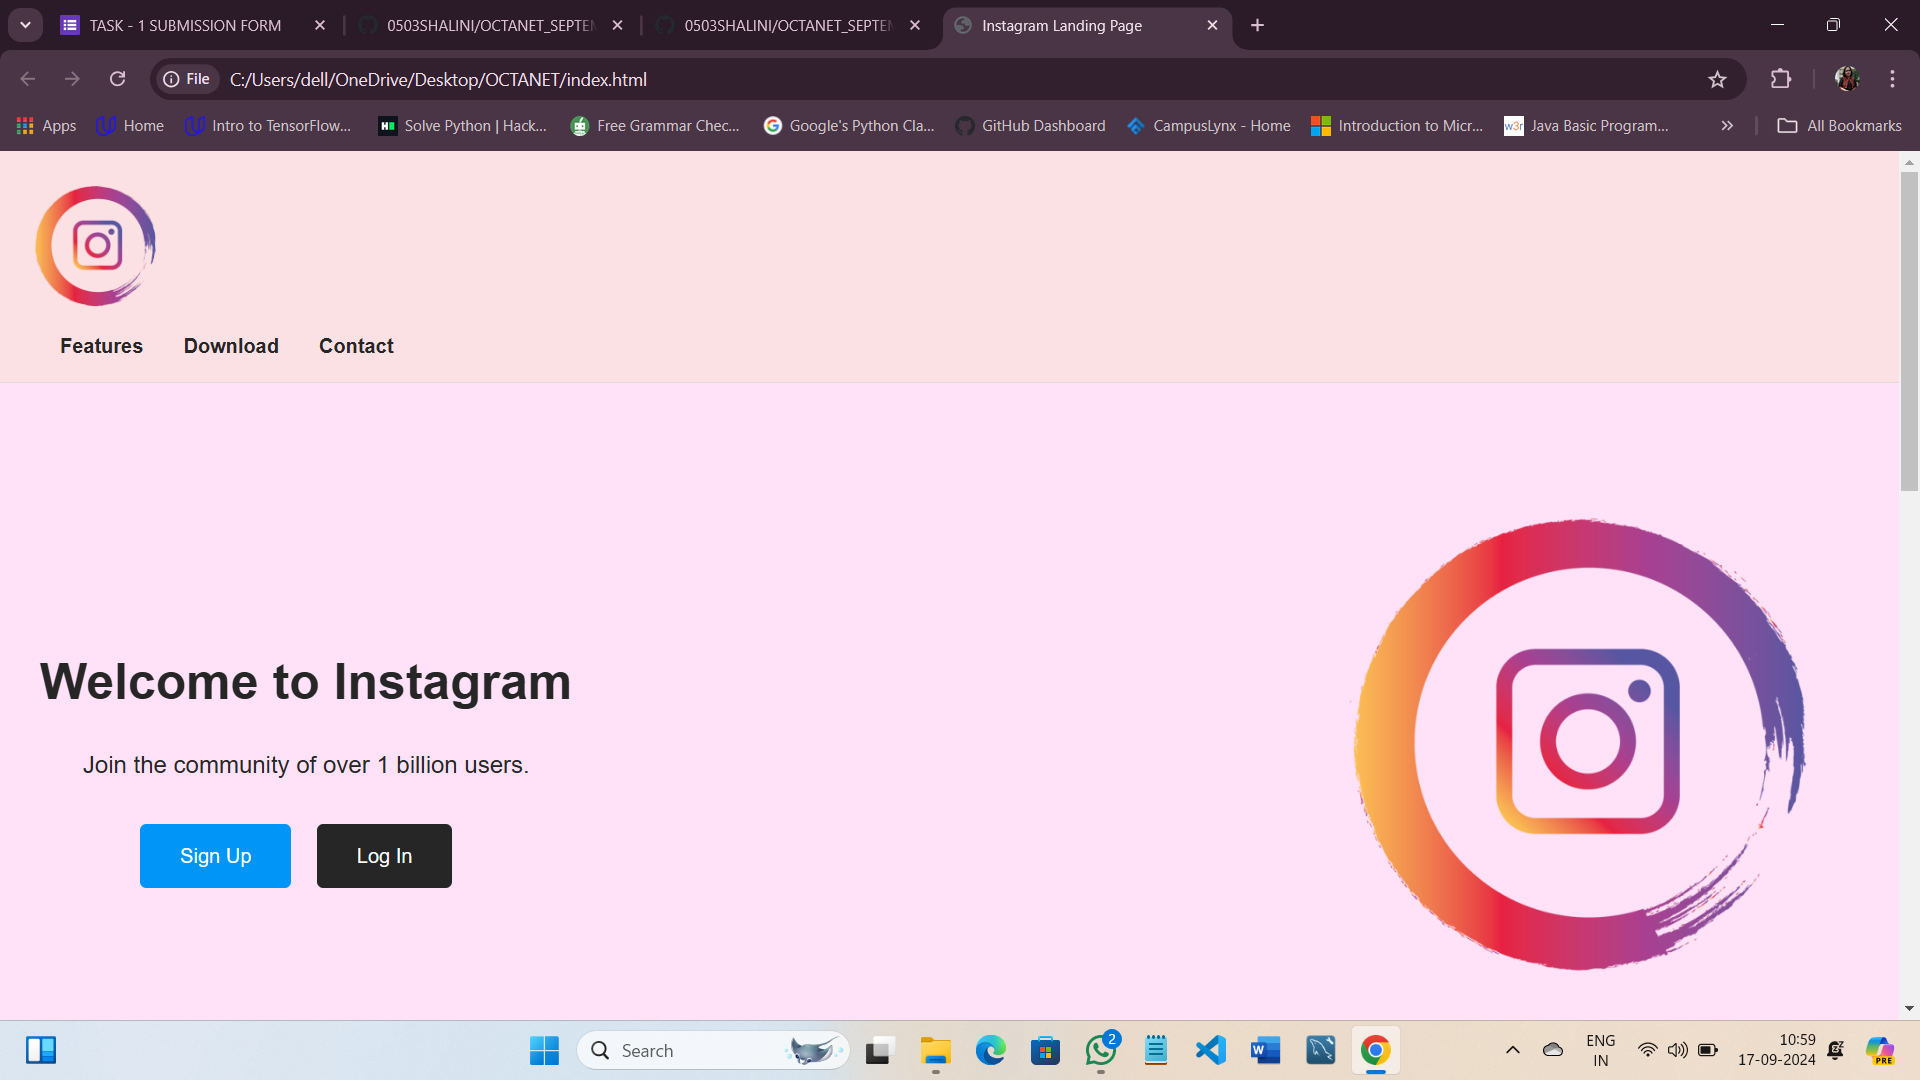 TASK - 1 SUBMISSION FORM
0503SHALINI/OCTANET_SEPTEM
0503SHALINI/OCTANET_SEPTEM
Instagram Landing Page
File C:/Users/dell/OneDrive/Desktop/OCTANET/index.html
Apps Home Intro to TensorFlow... Solve Python | Hack... Free Grammar Chec... Google's Python Cla... GitHub Dashboard CampusLynx - Home Introduction to Micr... w3r Java Basic Program... All Bookmarks
Features Download Contact
Welcome to Instagram
Join the community of over 1 billion users.
Sign Up Log In
Search
2
ENG
IN
10:59
17-09-2024
PRE